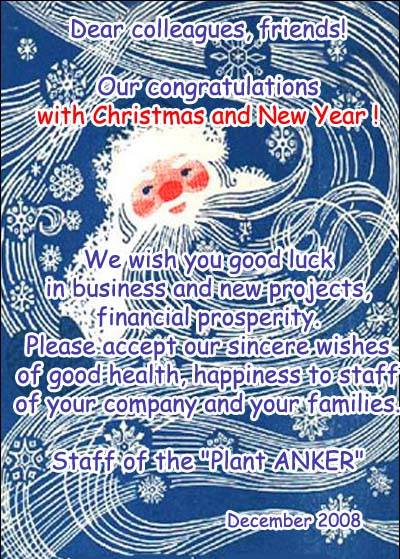 Dear colleagues, friends!
Our congratulations
with Christmas and New Year !
We wish you good luck
in business and new projects,
financial prosperity.
Please accept our sincere wishes
of good health, happiness to staff
of your company and your families.
Staff of the "Plant ANKER"
December 2008